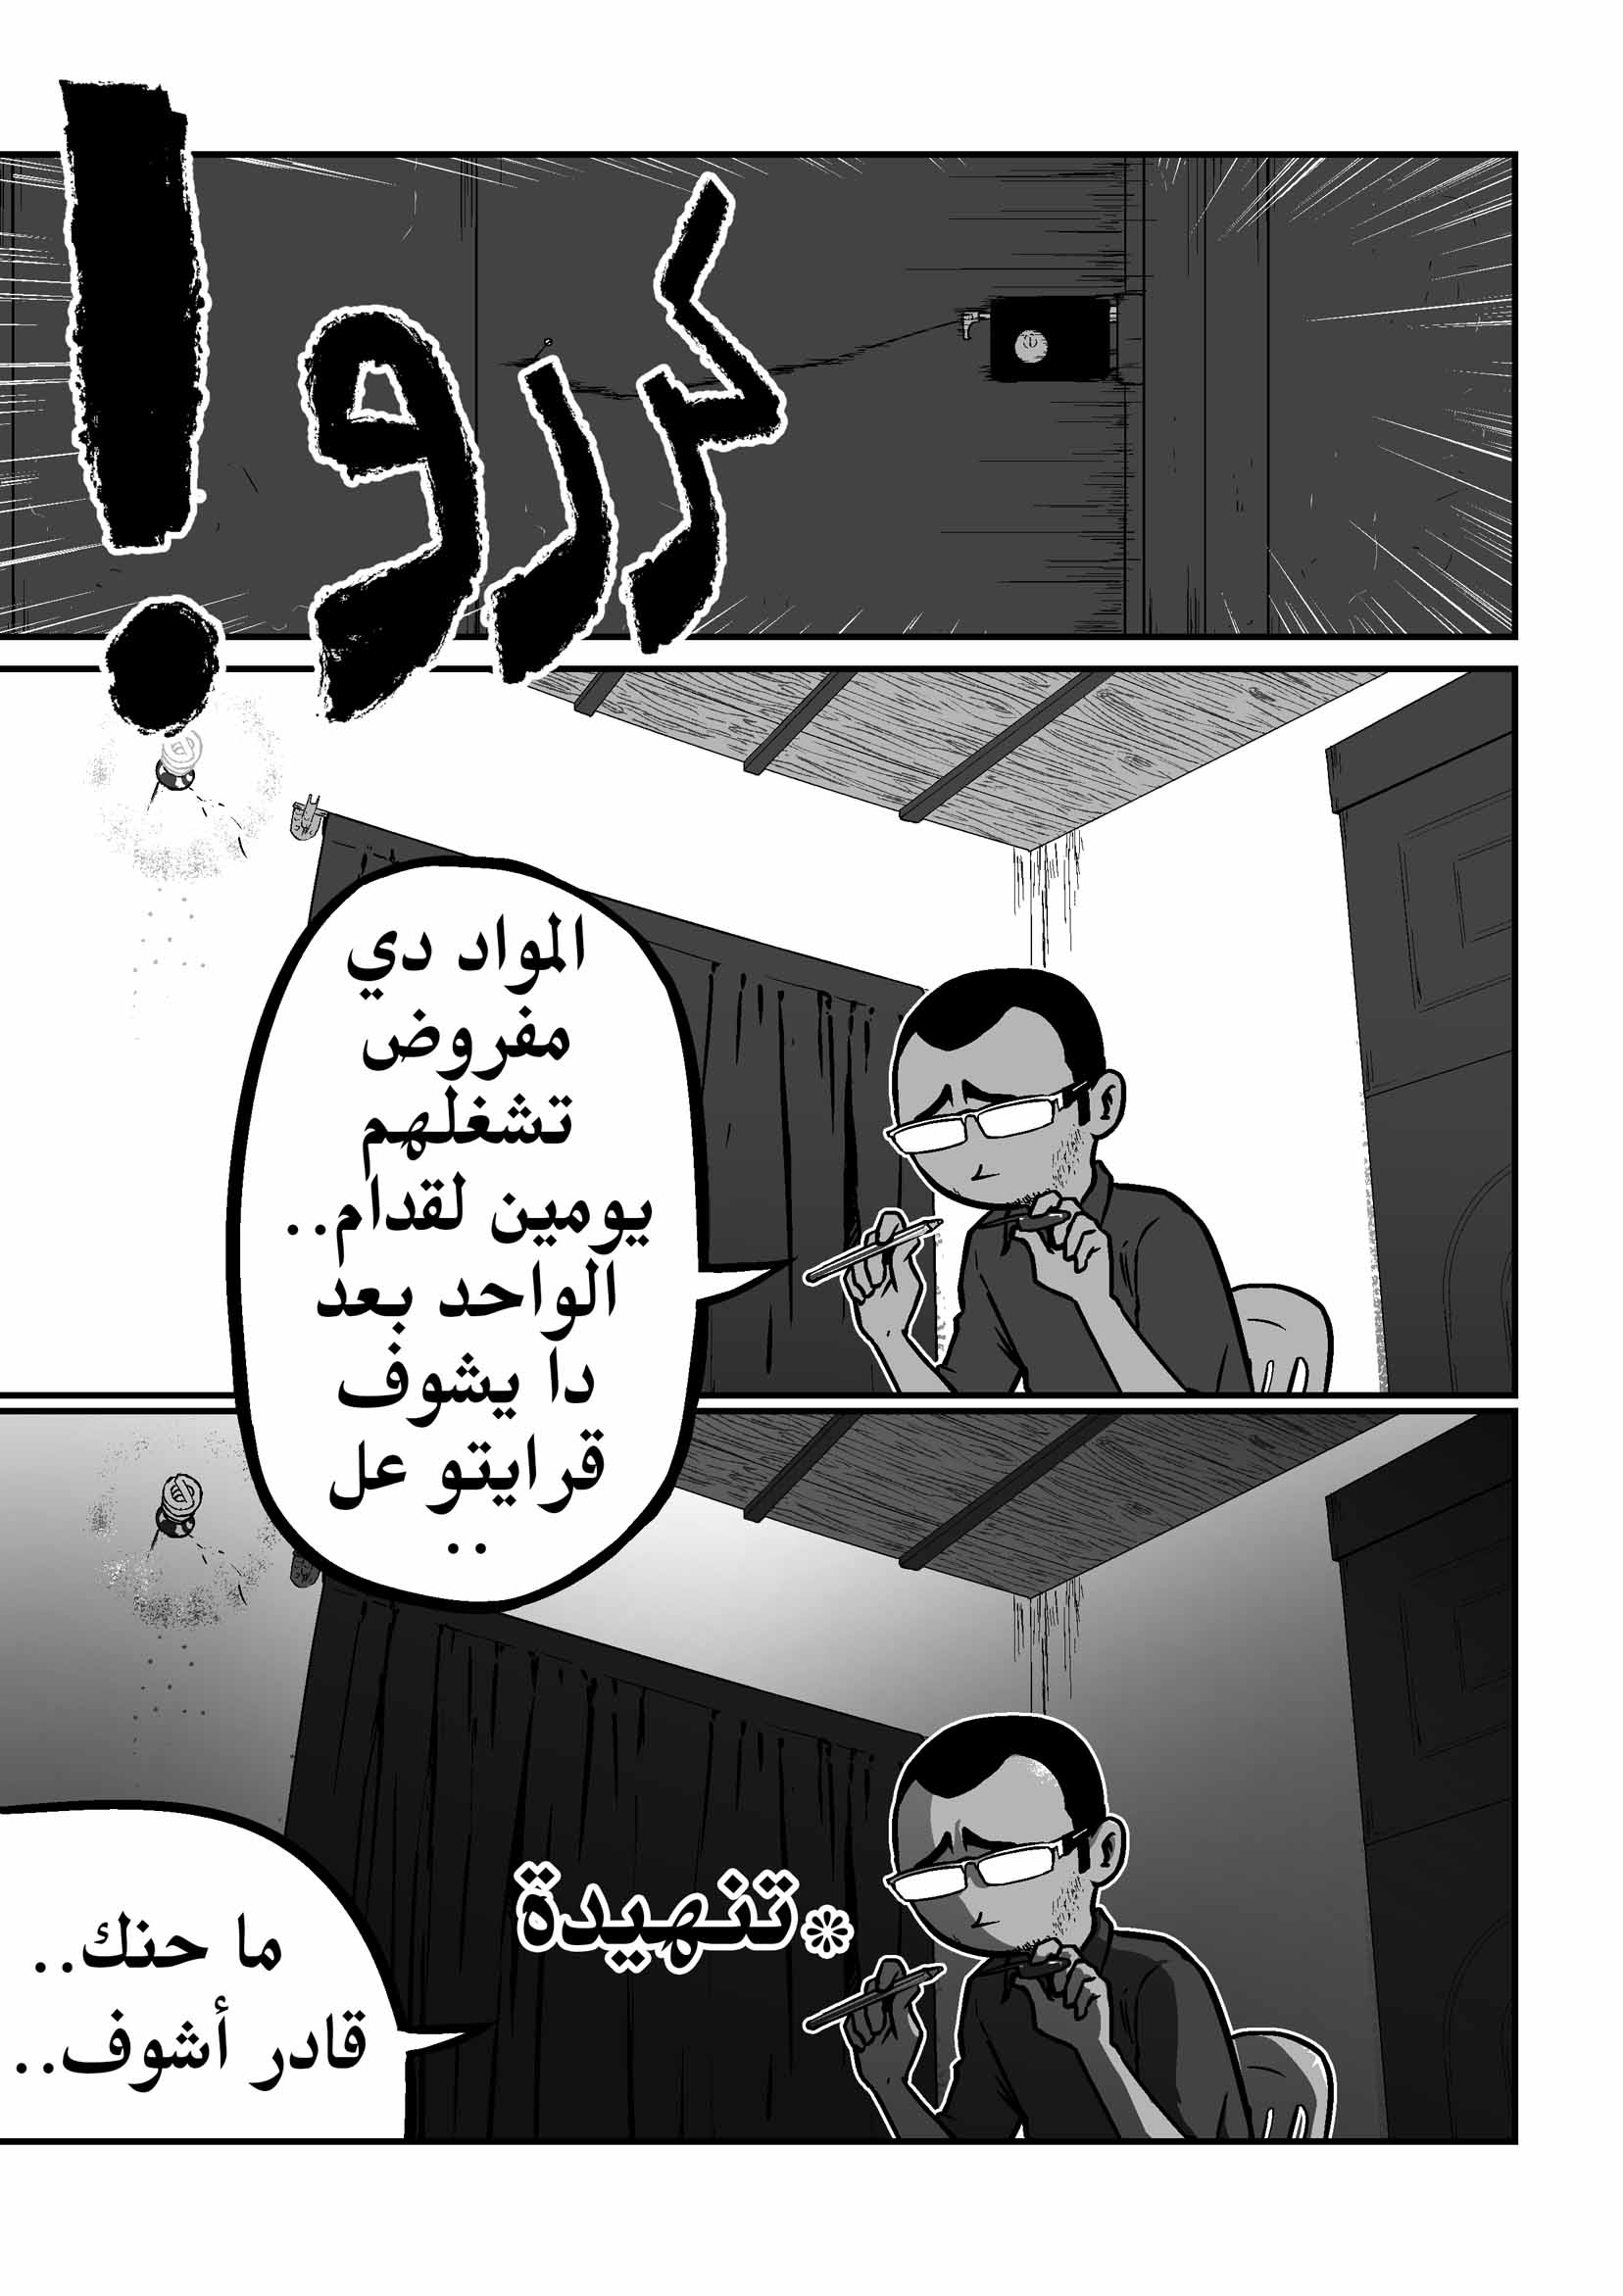 كررو!
المواد دي
مفروض
تشغلهم
يومين لقدام..
الواحد بعد
دا يشوف
قرايتو عل
..
*تنهيدة
ما حنك..
قادر أشوف..